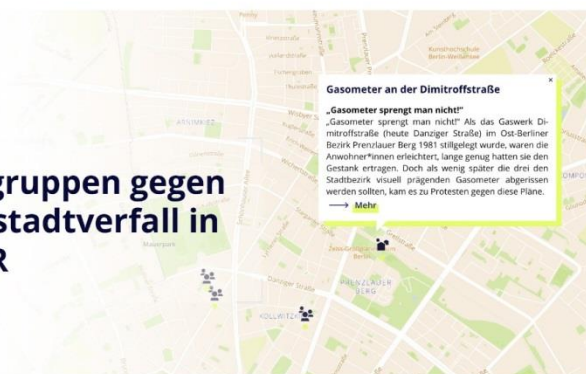 gruppen gegen
stadtverfall in
R
Gasometer an der Dimitroffstraße
×
„Gasometer sprengt man nicht!“
„Gasometer sprengt man nicht!“ Als das Gaswerk Di-
mitroffstraße (heute Danziger Straße) im Ost-Berliner
Bezirk Prenzlauer Berg 1981 stillgelegt wurde, waren die
Anwohner*innen erleichtert, lange genug hatten sie den
Gestank ertragen. Doch als wenig später die drei den
Stadtbezirk visuell prägenden Gasometer abgerissen
werden sollten, kam es zu Protesten gegen diese Pläne.
⟶ Mehr
Kunsthochschule
Berlin-Weißensee
Mauerpark
Danziger Straße
PRENZLAUER
BERG
KOLLWITZ